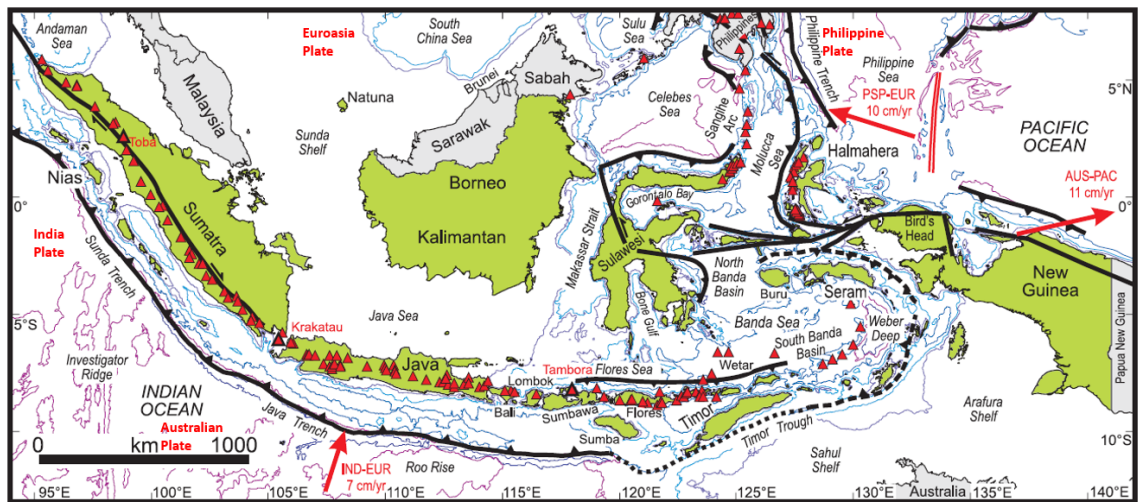 Andaman
Sea
Euroasia
Plate
South
China Sea
Sulu
Sea
Philippines
Philippine
Plate
Philippine Trench
Philippine
Sea
Malaysia
Natuna
Brunei
Sabah
Sarawak
Celebes
Sea
Sangihe
Arc
Molucca
Sea
PSP-EUR
10 cm/yr
5°N
PACIFIC
OCEAN
Toba
Sunda
Shelf
Halmahera
Nias
Borneo
Kalimantan
Gorontalo Bay
AUS-PAC
11 cm/yr
0°
0°
India
Plate
Sunda Trench
Sumatra
Makassar Strait
Sulawesi
Bird's
Head
North
Banda
Basin
Buru
Seram
New
Guinea
Bone Gulf
5°S
Krakatau
Java Sea
Banda Sea
Weber
Deep
South Banda
Basin
Investigator
Ridge
Java
Tambora
Flores Sea
Wetar
Papua New Guinea
Lombok
Bali
Sumbawa
Flores
Timor
INDIAN
OCEAN
Australian
Plate
Java
Trench
Sumba
Timor Trough
Arafura
Shelf
0
km
1000
10°S
IND-EUR
7 cm/yr
Roo Rise
Sahul
Shelf
95°E
100°E
105°E
110°E
115°E
120°E
125°E
130°E
Australia
135°E
140°E